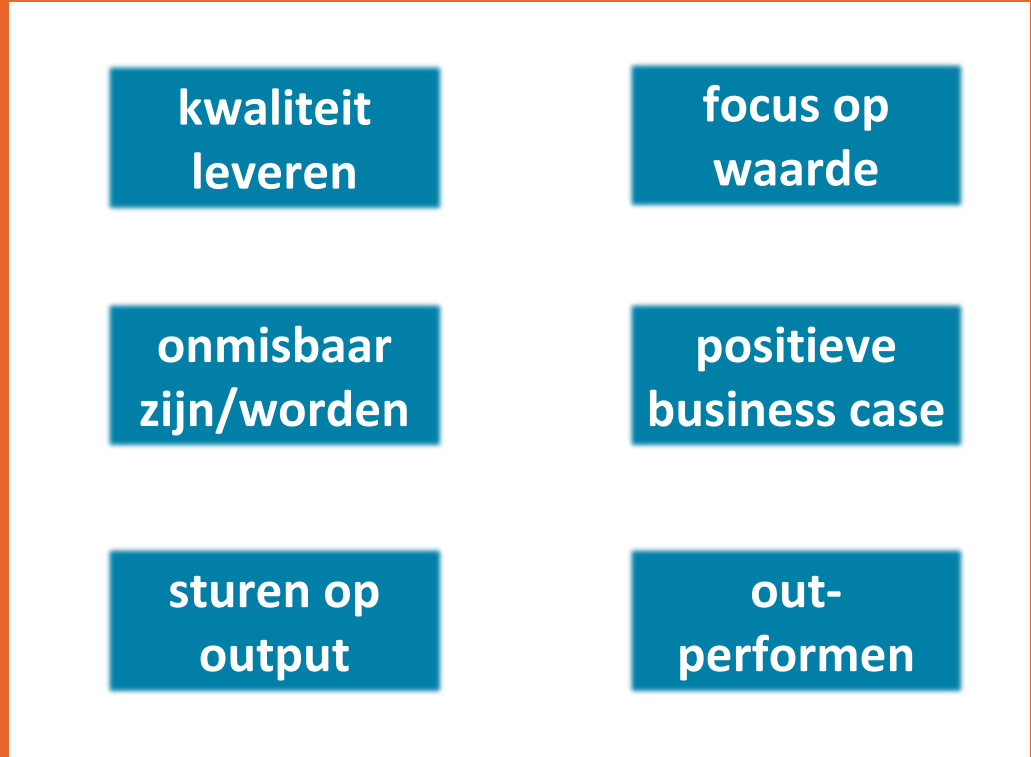 kwaliteit
leveren
focus op
waarde
onmisbaar
zijn/worden
positieve
business case
sturen op
output
out-
performen